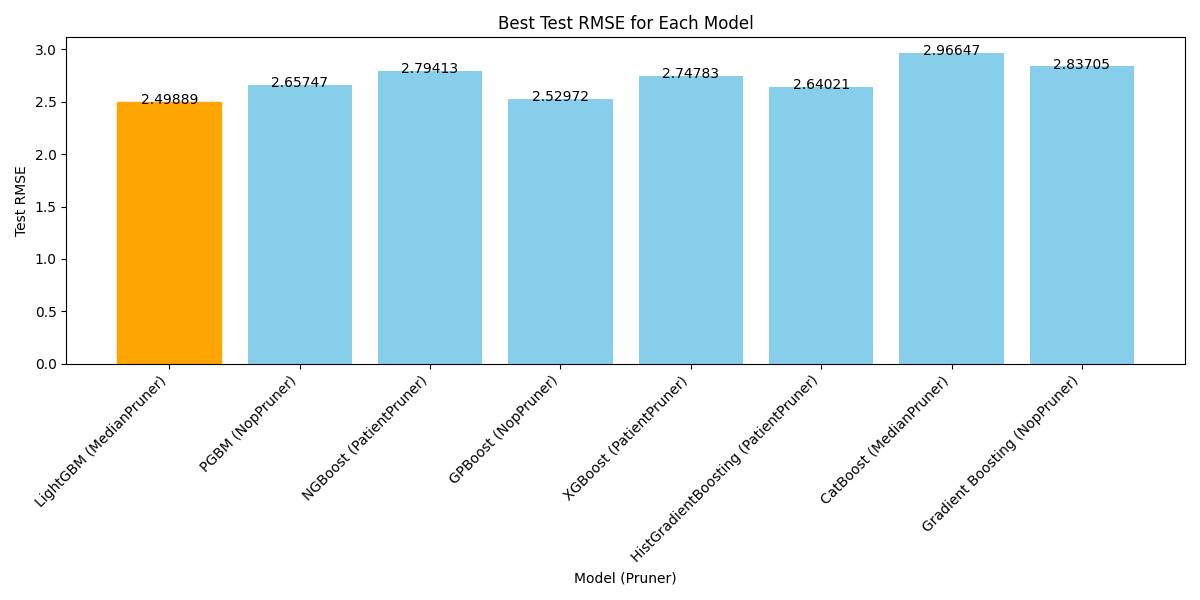 Best Test RMSE for Each Model
Test RMSE
3.0
2.5
2.0
1.5
1.0
0.5
0.0
2.49889
2.65747
2.79413
2.52972
2.74783
2.64021
2.96647
2.83705
LightGBM (MedianPruner)
PGBM (NopPruner)
NGBoost (PatientPruner)
GPBoost (NopPruner)
XGBoost (PatientPruner)
HistGradientBoosting (PatientPruner)
CatBoost (MedianPruner)
Gradient Boosting (NopPruner)
Model (Pruner)